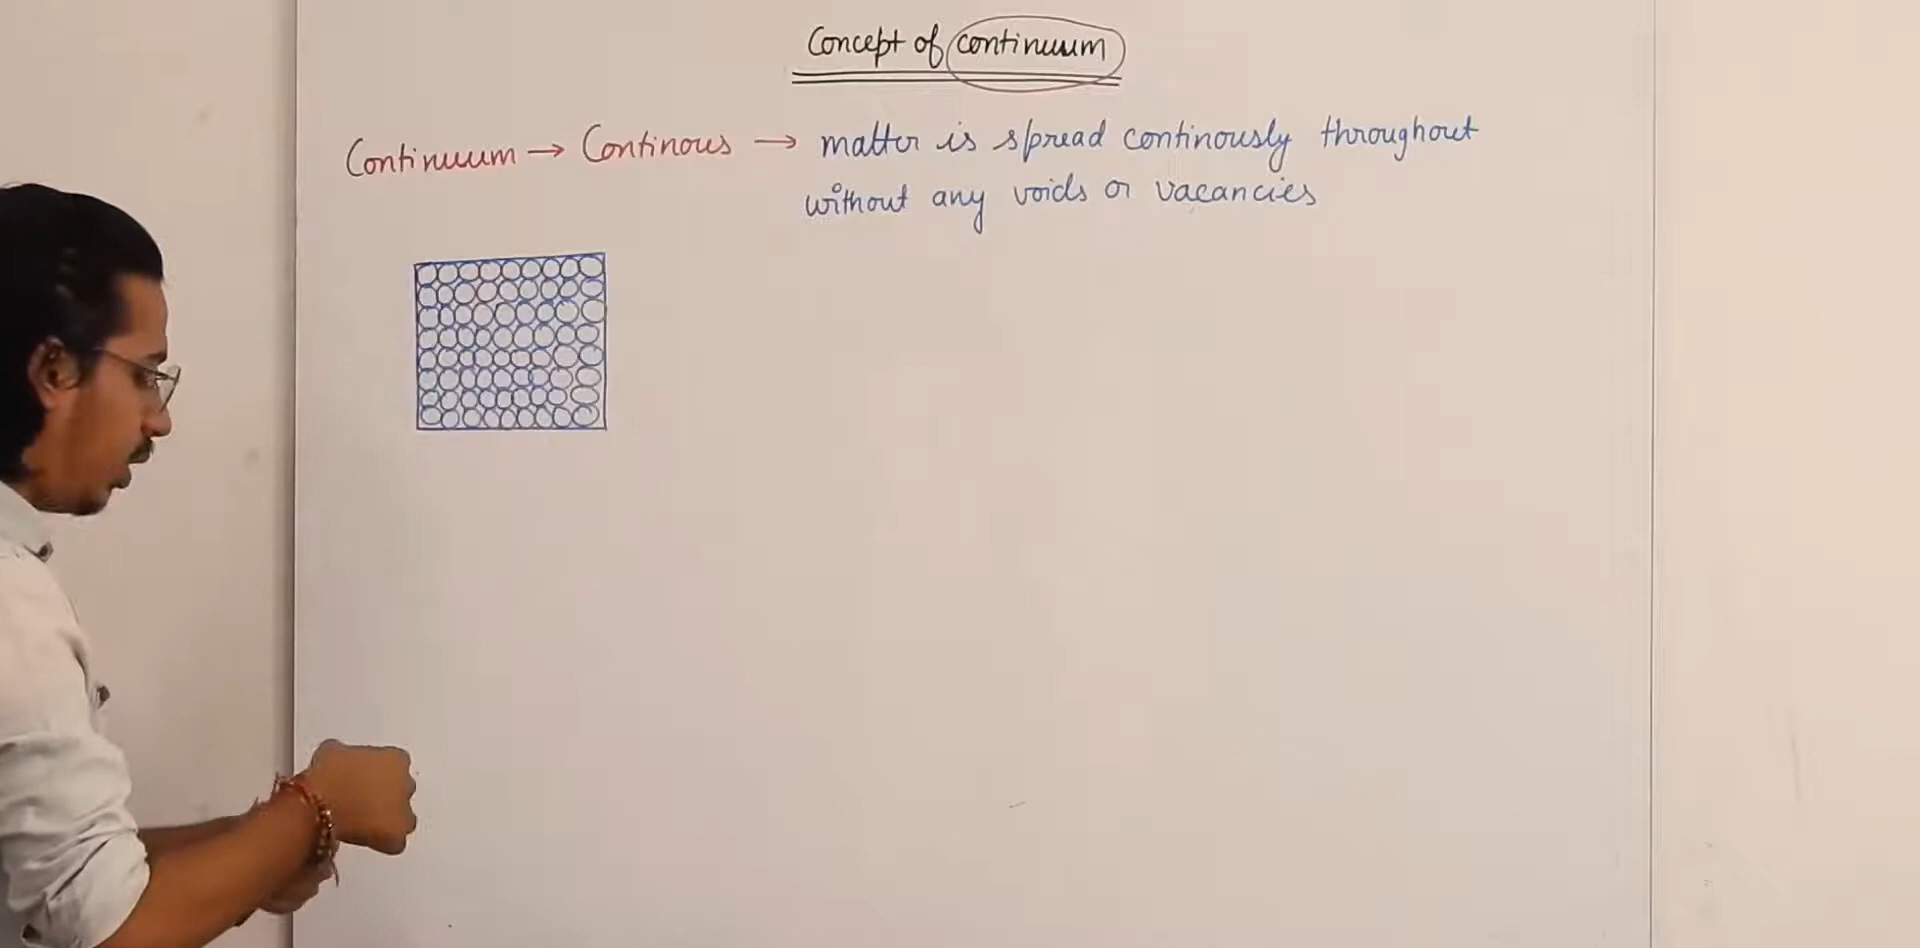 Concept of continuum
Continuum → Continous → matter is spread continously throughout
without any voids or vacancies